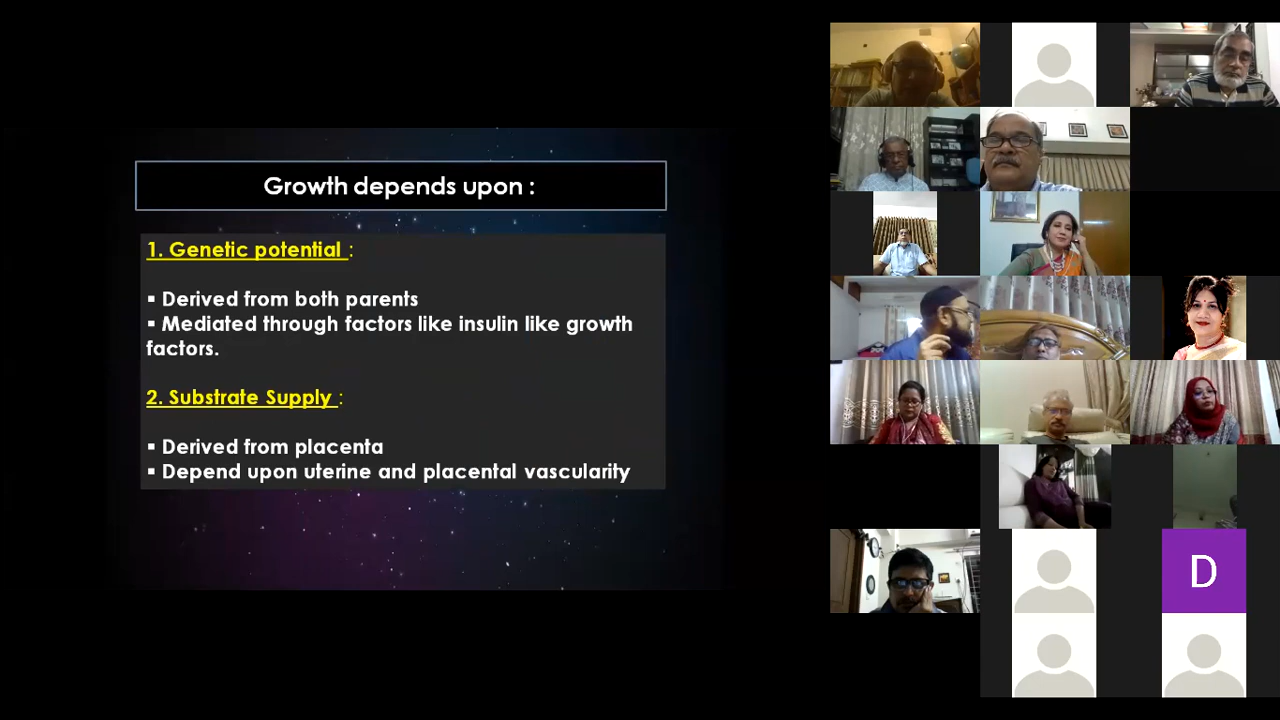 Growth depends upon :
1. Genetic potential :
▪ Derived from both parents
▪ Mediated through factors like insulin like growth
factors.
2. Substrate Supply :
▪ Derived from placenta
▪ Depend upon uterine and placental vascularity
D